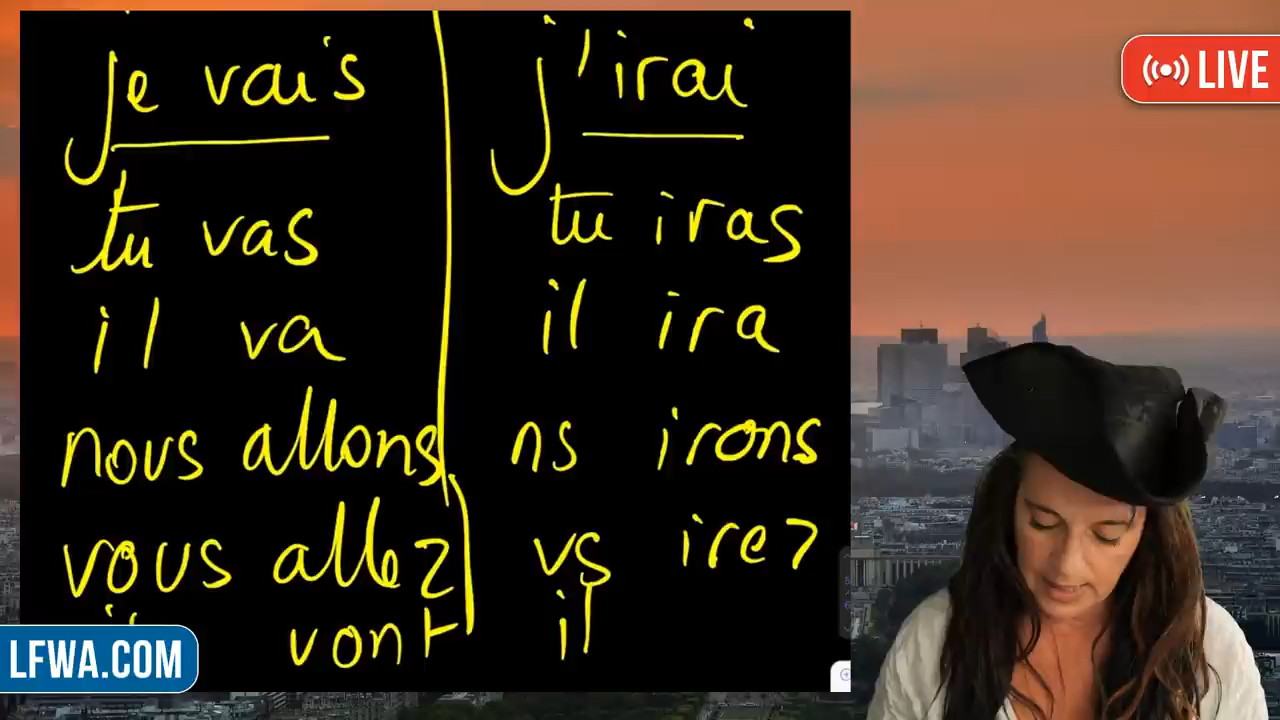 je vais
tu vas
il va
nous allons
vous allez
vont
j'irai
tu iras
il ira
ns irons
vs irez
il
LIVE
LFWA.COM